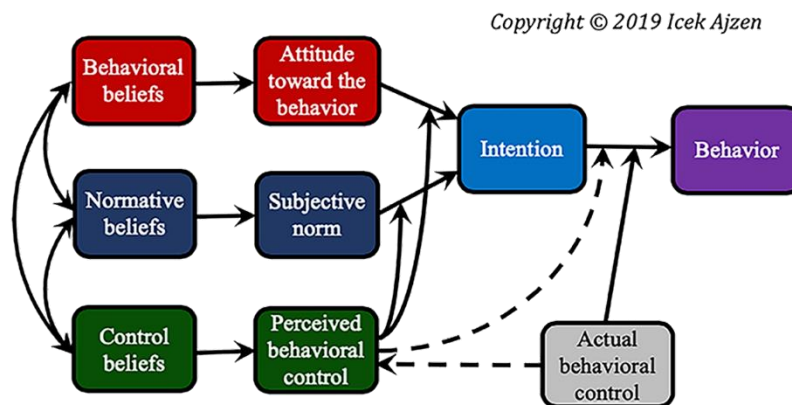 Copyright © 2019 Icek Ajzen
Behavioral
beliefs
Attitude
toward the
behavior
Intention
Behavior
Normative
beliefs
Subjective
norm
Control
beliefs
Perceived
behavioral
control
Actual
behavioral
control